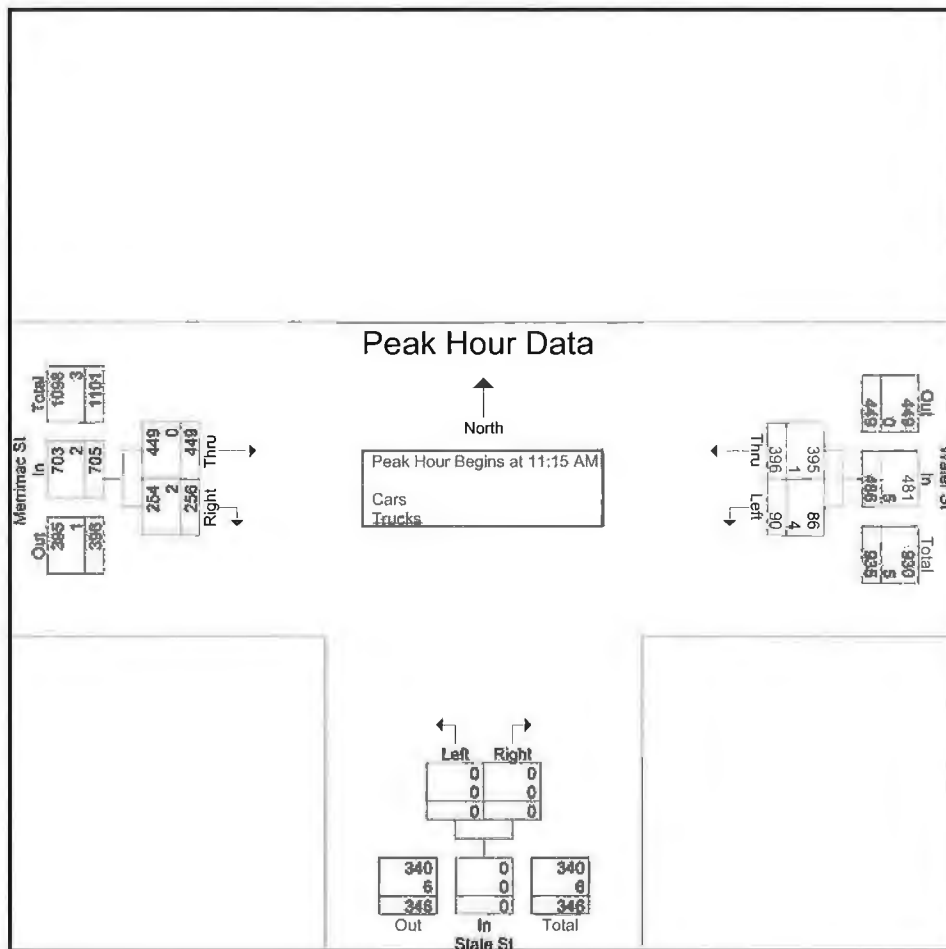 Peak Hour Data
North
Peak Hour Begins at 11:15 AM
Cars
Trucks
Merrimac St
Total
1098
3
1101
In
703
2
705
Out
395
1
396
Thru
449
0
449
Right
254
2
256
Water St
Out
449
0
449
In
481
5
486
Total
930
5
935
Thru
395
1
396
Left
86
4
90
Left Right
0 0
0 0
0 0
340 0 340
6 0 6
346 0 346
Out In Total
State St